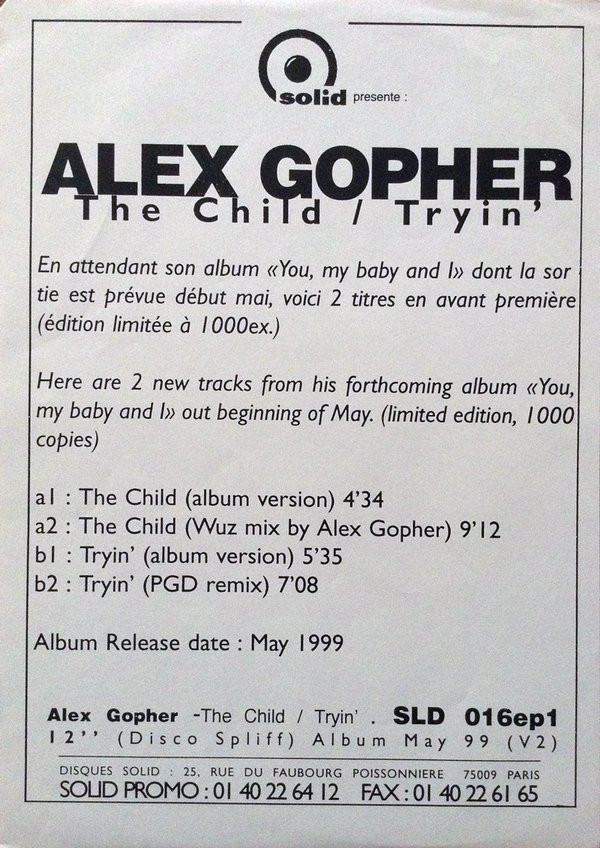 solid presente :
ALEX GOPHER
The Child / Tryin'
En attendant son album «You, my baby and I» dont la sor
tie est prévue début mai, voici 2 titres en avant première
(édition limitée à 1000ex.)
Here are 2 new tracks from his forthcoming album «You,
my baby and I» out beginning of May. (limited edition, 1000
copies)
a1 : The Child (album version) 4'34
a2 : The Child (Wuz mix by Alex Gopher) 9'12
b1 : Tryin' (album version) 5'35
b2 : Tryin' (PGD remix) 7'08
Album Release date : May 1999
Alex Gopher -The Child / Tryin' . SLD 016ep1
12'' (Disco Spliff) Album May 99 (V2)
DISQUES SOLID : 25, RUE DU FAUBOURG POISSONNIERE 75009 PARIS
SOLID PROMO : 01 40 22 64 12 FAX : 01 40 22 61 65